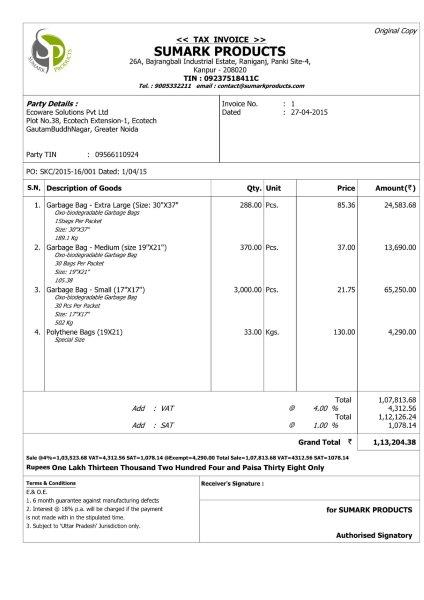 Original Copy
<< TAX INVOICE >>
SUMARK PRODUCTS
26A, Bajrangbali Industrial Estate, Raniganj, Panki Site-4,
Kanpur - 208020
TIN : 09237518411C
Tel. : 9005332211 email : contact@sumarkproducts.com
SUMARK PRODUCTS
Party Details :
Ecoware Solutions Pvt Ltd
Plot No.38, Ecotech Extension-1, Ecotech
GautamBuddhNagar, Greater Noida
Party TIN : 09566110924
Invoice No. : 1
Dated : 27-04-2015
PO: SKC/2015-16/001 Dated: 1/04/15
S.N. Description of Goods Qty. Unit Price Amount(₹)
1. Garbage Bag - Extra Large (Size: 30"X37" 288.00 Pcs. 85.36 24,583.68
Oxo-biodegradable Garbage Bags
15bags Per Packet
Size: 30"X37"
189.1 Kg
2. Garbage Bag - Medium (size 19"X21") 370.00 Pcs. 37.00 13,690.00
Oxo-biodegradable Garbage Bag
30 Bags Per Packet
Size: 19"X21"
105.38
3. Garbage Bag - Small (17"X17") 3,000.00 Pcs. 21.75 65,250.00
Oxo-biodegradable Garbage Bag
30 Pcs Per Packet
Size: 17"X17"
502 Kg
4. Polythene Bags (19X21) 33.00 Kgs. 130.00 4,290.00
Special Size
Total 1,07,813.68
Add : VAT @ 4.00 % 4,312.56
Total 1,12,126.24
Add : SAT @ 1.00 % 1,078.14
Grand Total ₹ 1,13,204.38
Sale @4%=1,03,523.68 VAT=4,312.56 SAT=1,078.14 @Exempt=4,290.00 Total Sale=1,07,813.68 VAT=4312.56 SAT=1078.14
Rupees One Lakh Thirteen Thousand Two Hundred Four and Paisa Thirty Eight Only
Terms & Conditions
E.& O.E.
1. 6 month guarantee against manufacturing defects
2. Interest @ 18% p.a. will be charged if the payment
is not made with in the stipulated time.
3. Subject to 'Uttar Pradesh' Jurisdiction only.
Receiver's Signature :
for SUMARK PRODUCTS
Authorised Signatory